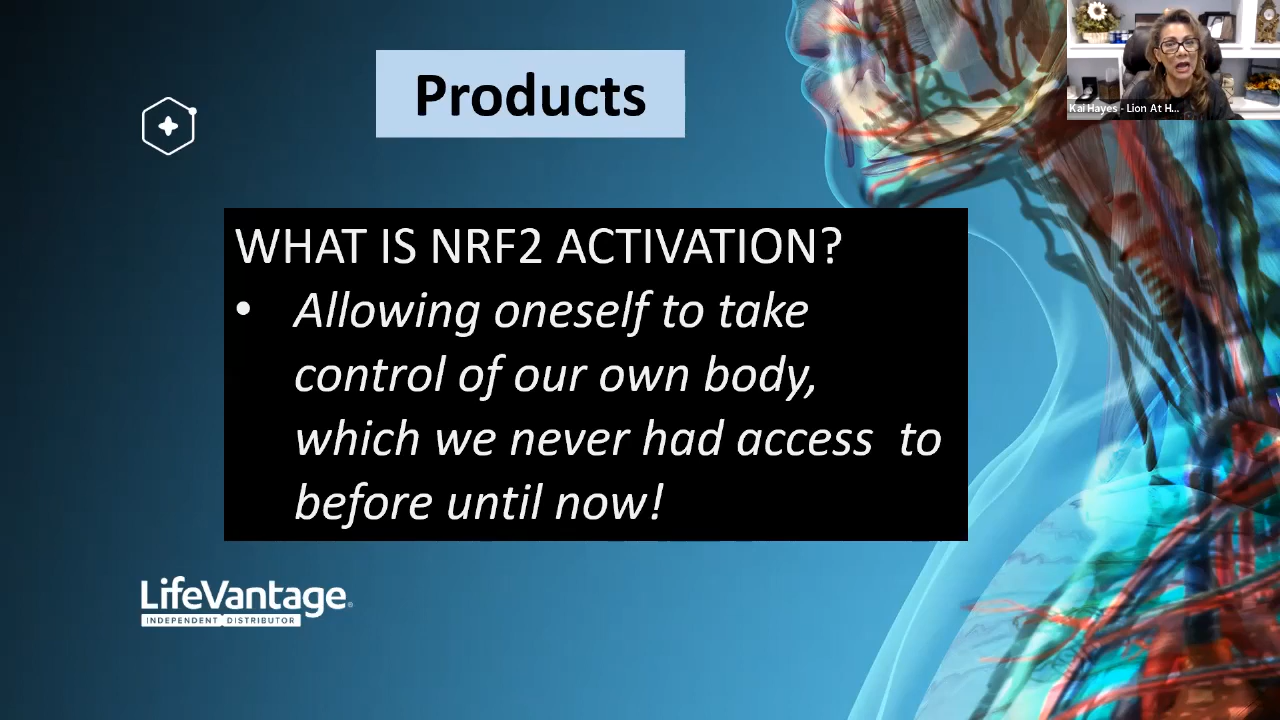 Products
Kai Hayes - Lion At H...
WHAT IS NRF2 ACTIVATION?
• Allowing oneself to take
control of our own body,
which we never had access to
before until now!
LifeVantage®
INDEPENDENT DISTRIBUTOR